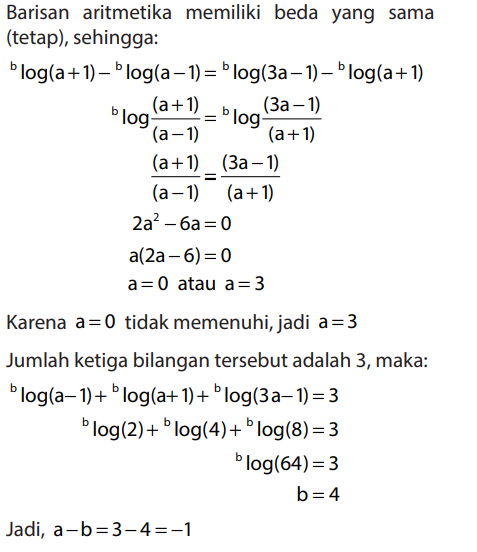 Barisan aritmetika memiliki beda yang sama
(tetap), sehingga:
ᵇlog(a+1)−ᵇlog(a−1)=ᵇlog(3a−1)−ᵇlog(a+1)
ᵇlog (a+1)/(a−1) = ᵇlog (3a−1)/(a+1)
(a+1)/(a−1) = (3a−1)/(a+1)
2a²−6a=0
a(2a−6)=0
a=0 atau a=3
Karena a=0 tidak memenuhi, jadi a=3
Jumlah ketiga bilangan tersebut adalah 3, maka:
ᵇlog(a−1)+ᵇlog(a+1)+ᵇlog(3a−1)=3
ᵇlog(2)+ᵇlog(4)+ᵇlog(8)=3
ᵇlog(64)=3
b=4
Jadi, a−b=3−4=−1